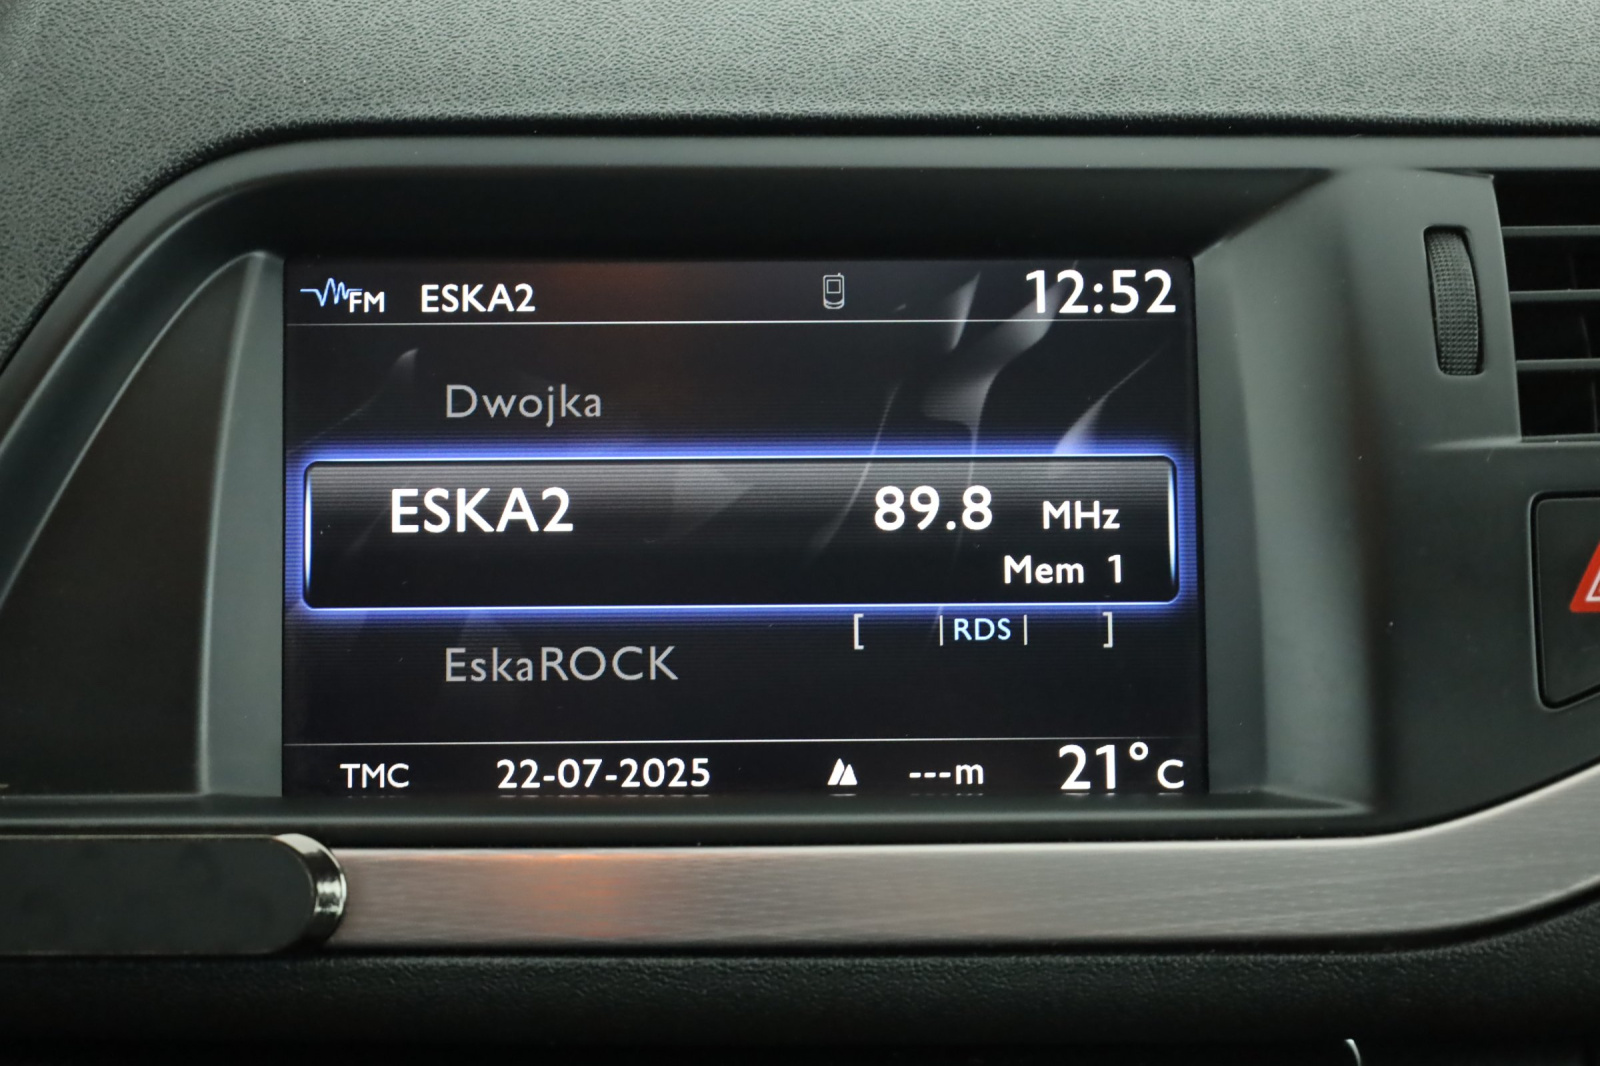 FM ESKA2 12:52
Dwojka
ESKA2 89.8 MHz
Mem 1
[ |RDS| ]
EskaROCK
TMC 22-07-2025 ---m 21°C